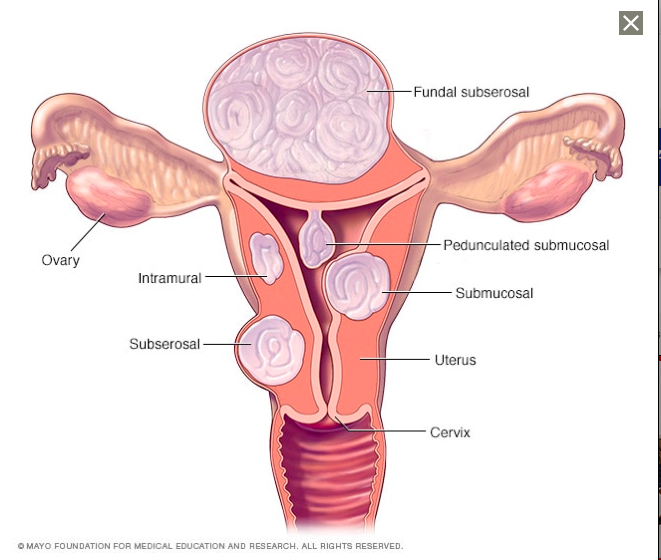 Fundal subserosal
Pedunculated submucosal
Ovary
Intramural
Submucosal
Subserosal
Uterus
Cervix
© MAYO FOUNDATION FOR MEDICAL EDUCATION AND RESEARCH. ALL RIGHTS RESERVED.